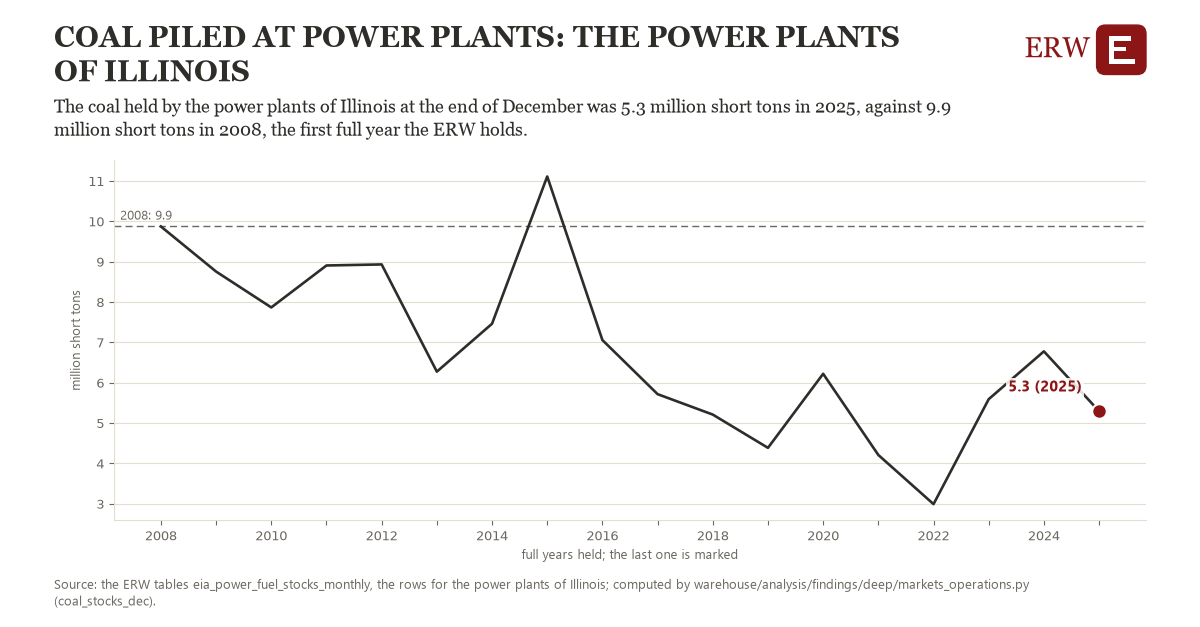 COAL PILED AT POWER PLANTS: THE POWER PLANTS
OF ILLINOIS
ERW E
The coal held by the power plants of Illinois at the end of December was 5.3 million short tons in 2025, against 9.9
million short tons in 2008, the first full year the ERW holds.
11
10
9
8
7
6
5
4
3
million short tons
2008: 9.9
5.3 (2025)
2008 2010 2012 2014 2016 2018 2020 2022 2024
full years held; the last one is marked
Source: the ERW tables eia_power_fuel_stocks_monthly, the rows for the power plants of Illinois; computed by warehouse/analysis/findings/deep/markets_operations.py
(coal_stocks_dec).